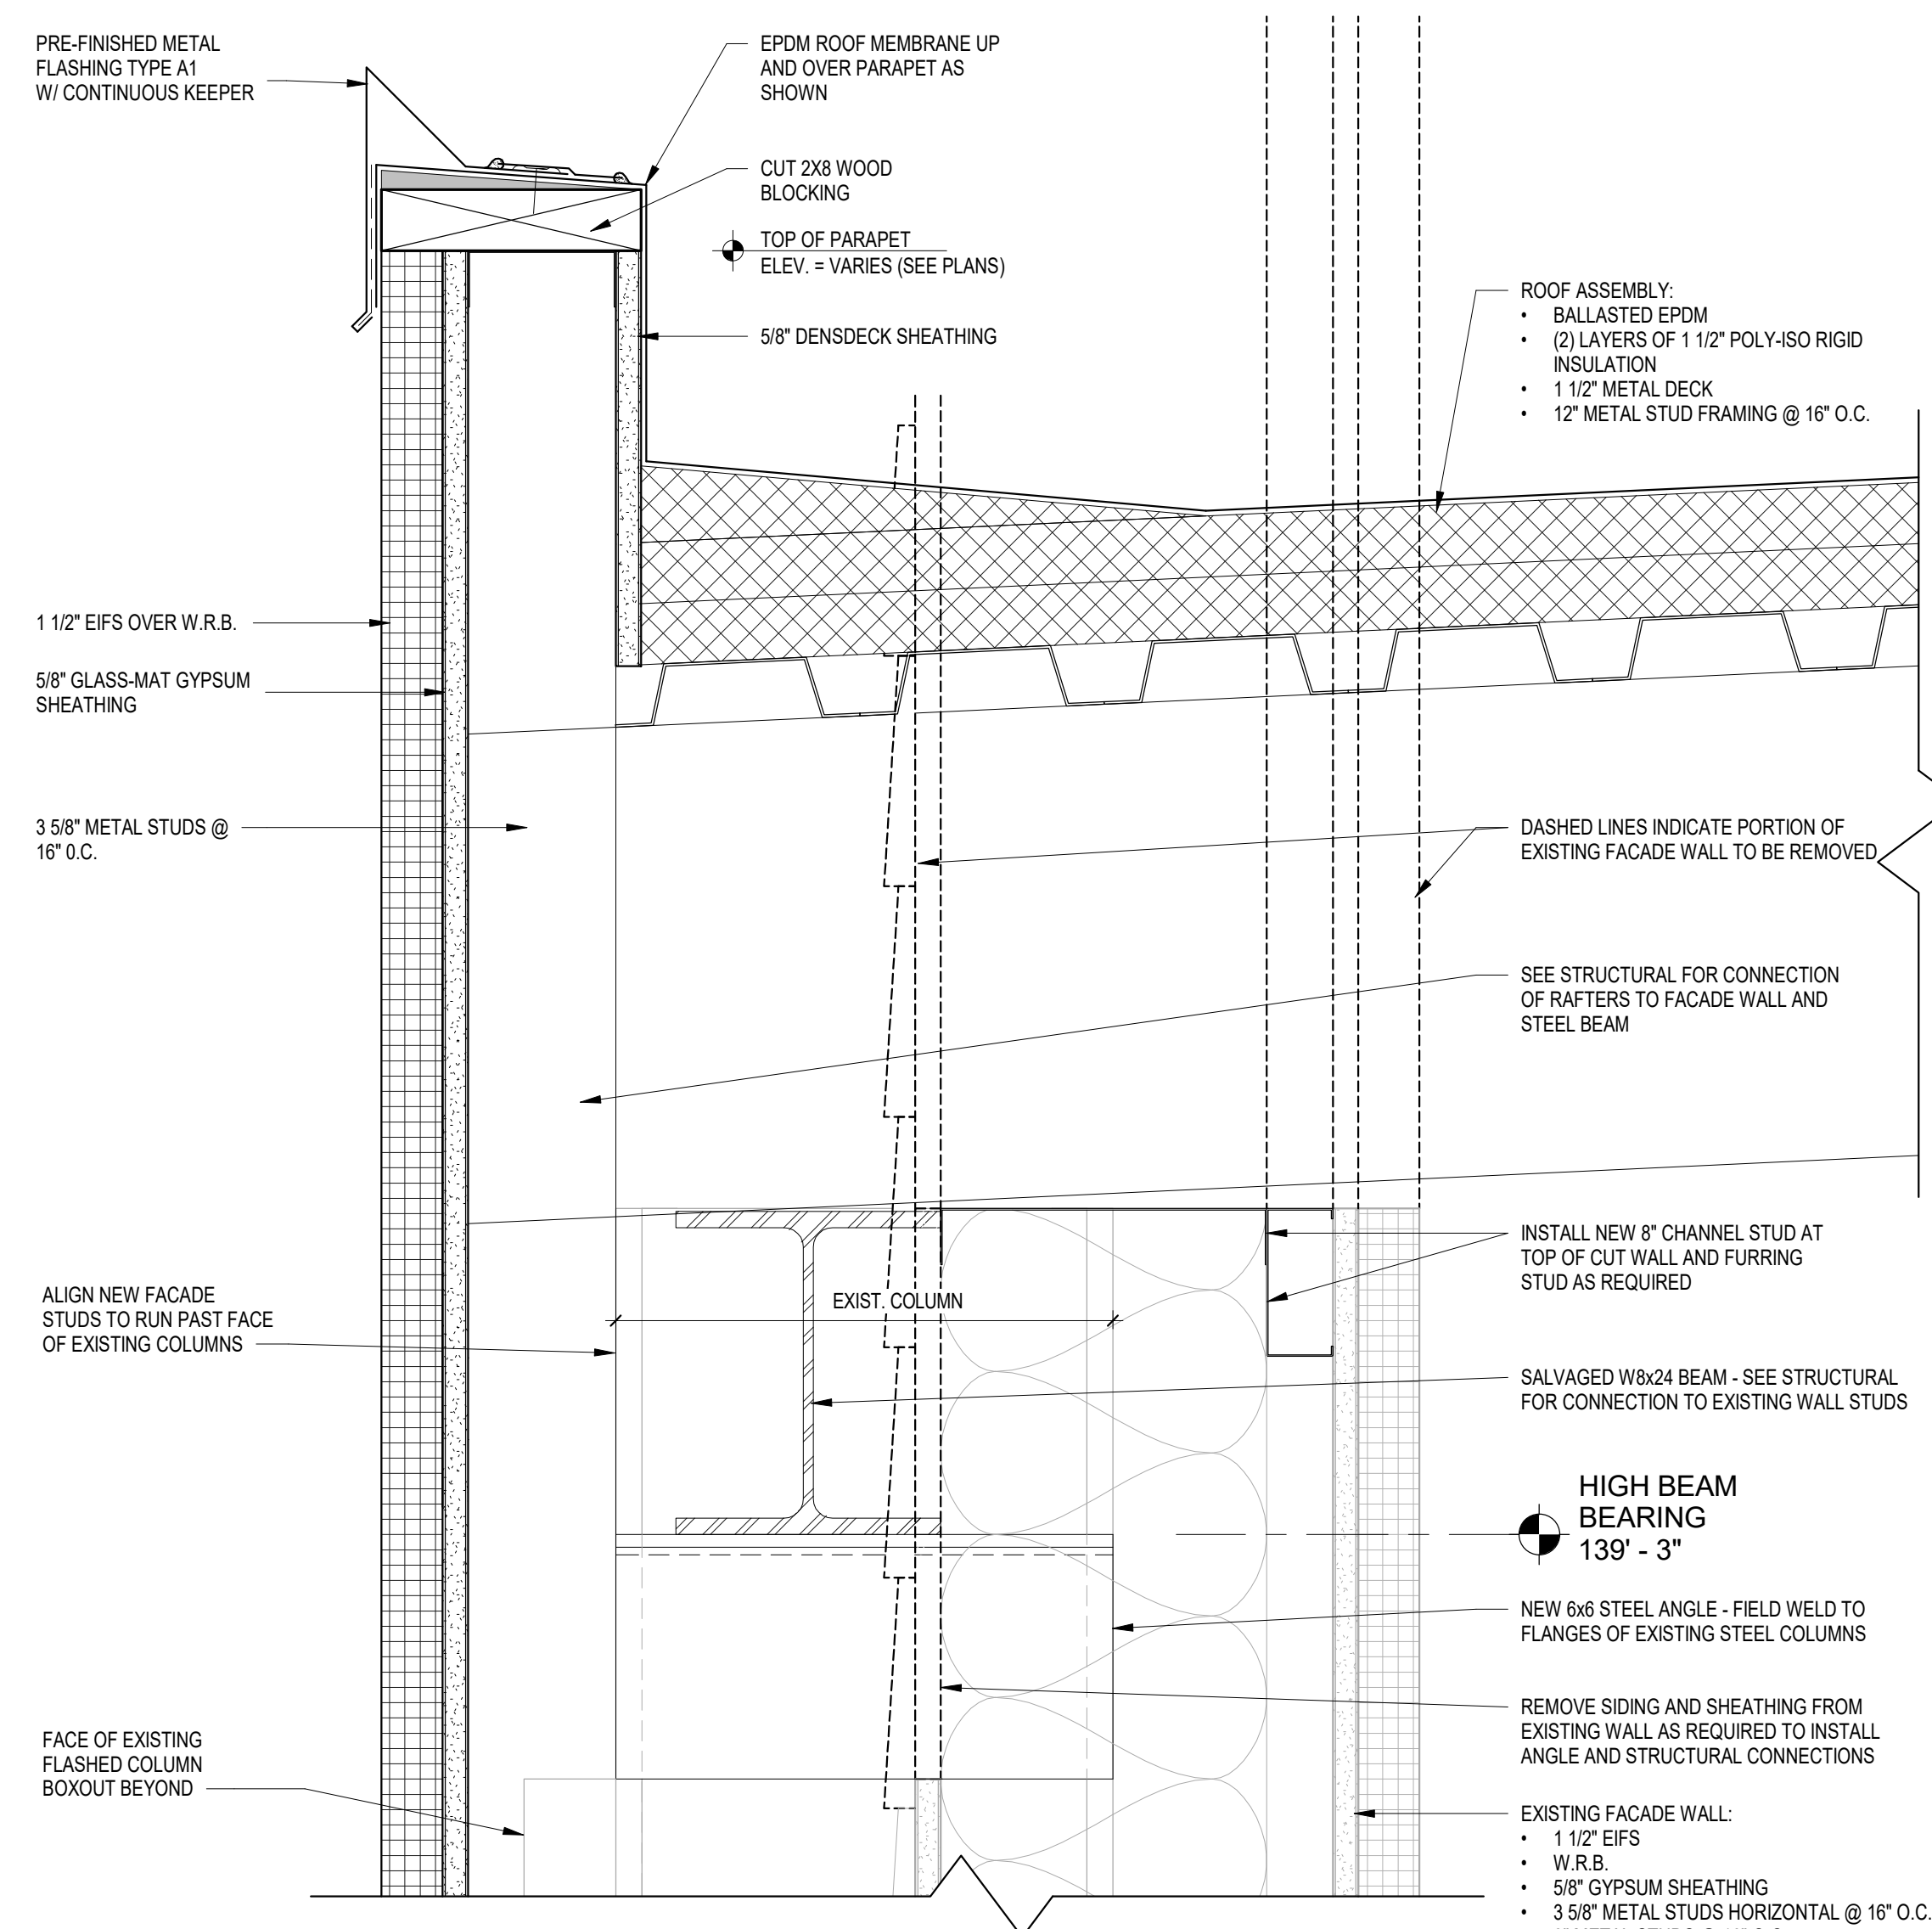 PRE-FINISHED METAL
FLASHING TYPE A1
W/ CONTINUOUS KEEPER
EPDM ROOF MEMBRANE UP
AND OVER PARAPET AS
SHOWN
CUT 2X8 WOOD
BLOCKING
TOP OF PARAPET
ELEV. = VARIES (SEE PLANS)
5/8" DENSDECK SHEATHING
ROOF ASSEMBLY:
• BALLASTED EPDM
• (2) LAYERS OF 1 1/2" POLY-ISO RIGID
INSULATION
• 1 1/2" METAL DECK
• 12" METAL STUD FRAMING @ 16" O.C.
1 1/2" EIFS OVER W.R.B.
5/8" GLASS-MAT GYPSUM
SHEATHING
3 5/8" METAL STUDS @
16" 0.C.
DASHED LINES INDICATE PORTION OF
EXISTING FACADE WALL TO BE REMOVED
SEE STRUCTURAL FOR CONNECTION
OF RAFTERS TO FACADE WALL AND
STEEL BEAM
INSTALL NEW 8" CHANNEL STUD AT
TOP OF CUT WALL AND FURRING
STUD AS REQUIRED
ALIGN NEW FACADE
STUDS TO RUN PAST FACE
OF EXISTING COLUMNS
EXIST. COLUMN
SALVAGED W8x24 BEAM - SEE STRUCTURAL
FOR CONNECTION TO EXISTING WALL STUDS
HIGH BEAM
BEARING
139' - 3"
NEW 6x6 STEEL ANGLE - FIELD WELD TO
FLANGES OF EXISTING STEEL COLUMNS
REMOVE SIDING AND SHEATHING FROM
EXISTING WALL AS REQUIRED TO INSTALL
ANGLE AND STRUCTURAL CONNECTIONS
FACE OF EXISTING
FLASHED COLUMN
BOXOUT BEYOND
EXISTING FACADE WALL:
• 1 1/2" EIFS
• W.R.B.
• 5/8" GYPSUM SHEATHING
• 3 5/8" METAL STUDS HORIZONTAL @ 16" O.C.